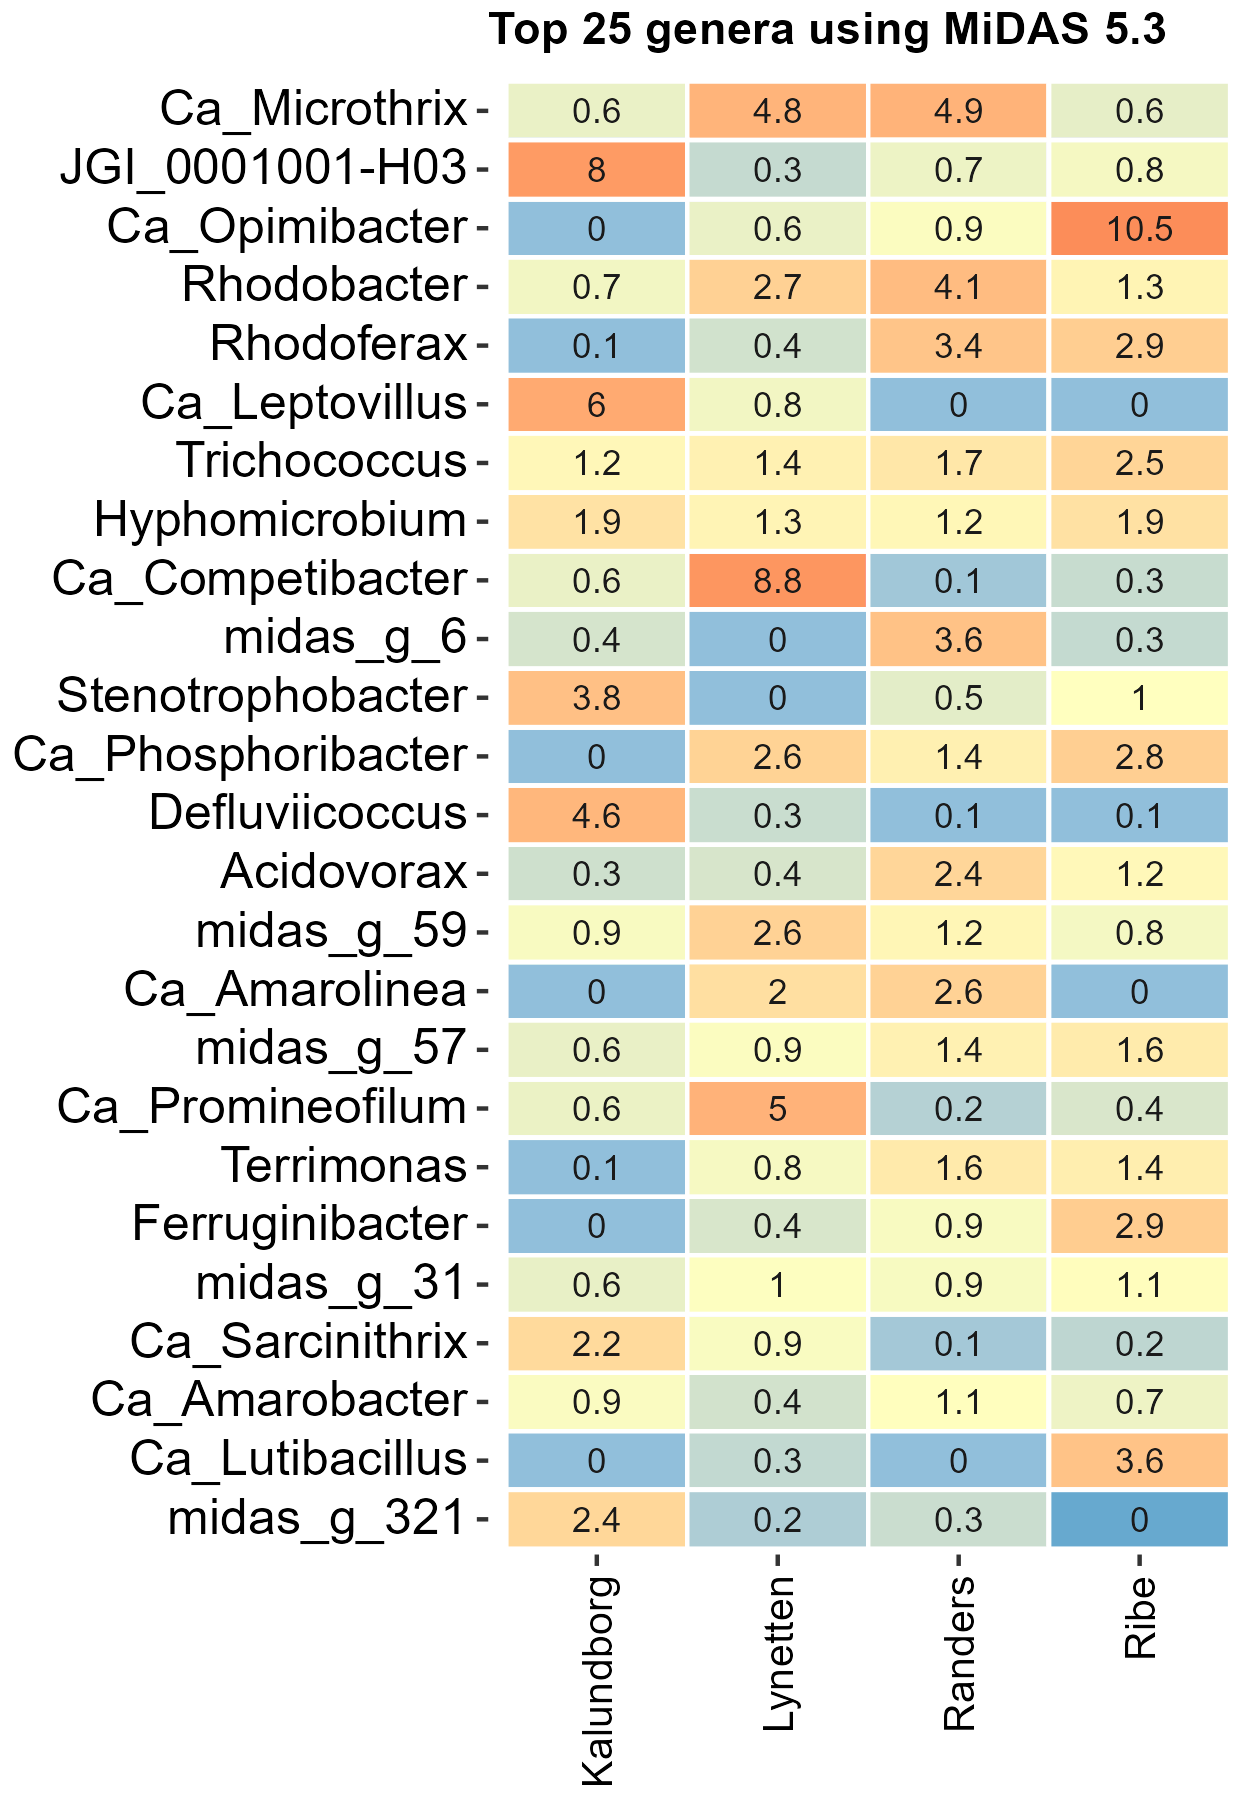 Top 25 genera using MiDAS 5.3
Ca_Microthrix 0.6 4.8 4.9 0.6
JGI_0001001-H03 8 0.3 0.7 0.8
Ca_Opimibacter 0 0.6 0.9 10.5
Rhodobacter 0.7 2.7 4.1 1.3
Rhodoferax 0.1 0.4 3.4 2.9
Ca_Leptovillus 6 0.8 0 0
Trichococcus 1.2 1.4 1.7 2.5
Hyphomicrobium 1.9 1.3 1.2 1.9
Ca_Competibacter 0.6 8.8 0.1 0.3
midas_g_6 0.4 0 3.6 0.3
Stenotrophobacter 3.8 0 0.5 1
Ca_Phosphoribacter 0 2.6 1.4 2.8
Defluviicoccus 4.6 0.3 0.1 0.1
Acidovorax 0.3 0.4 2.4 1.2
midas_g_59 0.9 2.6 1.2 0.8
Ca_Amarolinea 0 2 2.6 0
midas_g_57 0.6 0.9 1.4 1.6
Ca_Promineofilum 0.6 5 0.2 0.4
Terrimonas 0.1 0.8 1.6 1.4
Ferruginibacter 0 0.4 0.9 2.9
midas_g_31 0.6 1 0.9 1.1
Ca_Sarcinithrix 2.2 0.9 0.1 0.2
Ca_Amarobacter 0.9 0.4 1.1 0.7
Ca_Lutibacillus 0 0.3 0 3.6
midas_g_321 2.4 0.2 0.3 0
Kalundborg
Lynetten
Randers
Ribe